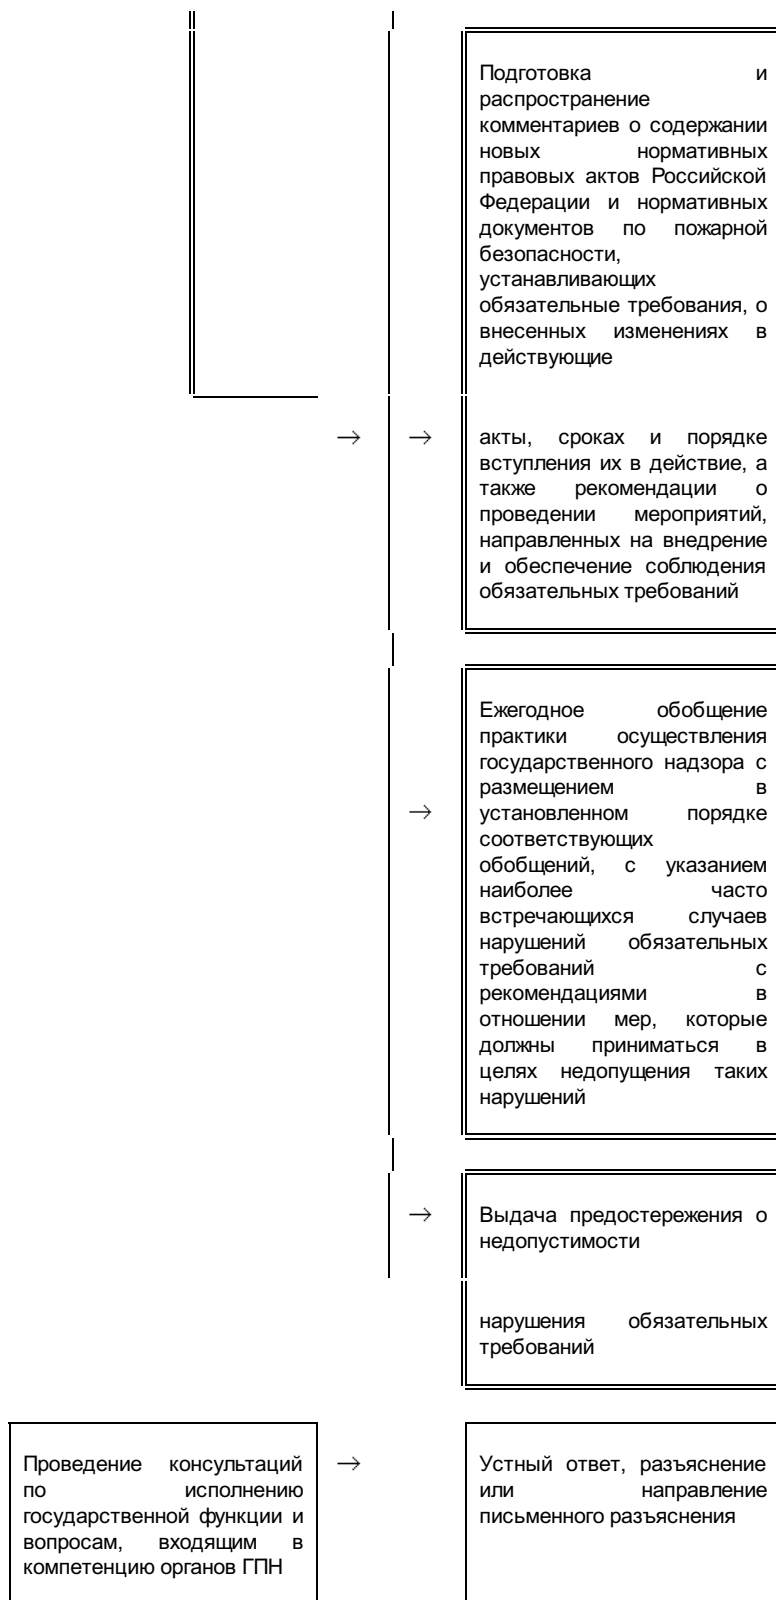 Подготовка и
распространение
комментариев о содержании
новых нормативных
правовых актов Российской
Федерации и нормативных
документов по пожарной
безопасности,
устанавливающих
обязательные требования, о
внесенных изменениях в
действующие
→ → акты, сроках и порядке
вступления их в действие, а
также рекомендации о
проведении мероприятий,
направленных на внедрение
и обеспечение соблюдения
обязательных требований
Ежегодное обобщение
практики осуществления
государственного надзора с
размещением в
→ установленном порядке
соответствующих
обобщений, с указанием
наиболее часто
встречающихся случаев
нарушений обязательных
требований с
рекомендациями в
отношении мер, которые
должны приниматься в
целях недопущения таких
нарушений
→ Выдача предостережения о
недопустимости
нарушения обязательных
требований
Проведение консультаций
по исполнению
государственной функции и
вопросам, входящим в
компетенцию органов ГПН
→
Устный ответ, разъяснение
или направление
письменного разъяснения